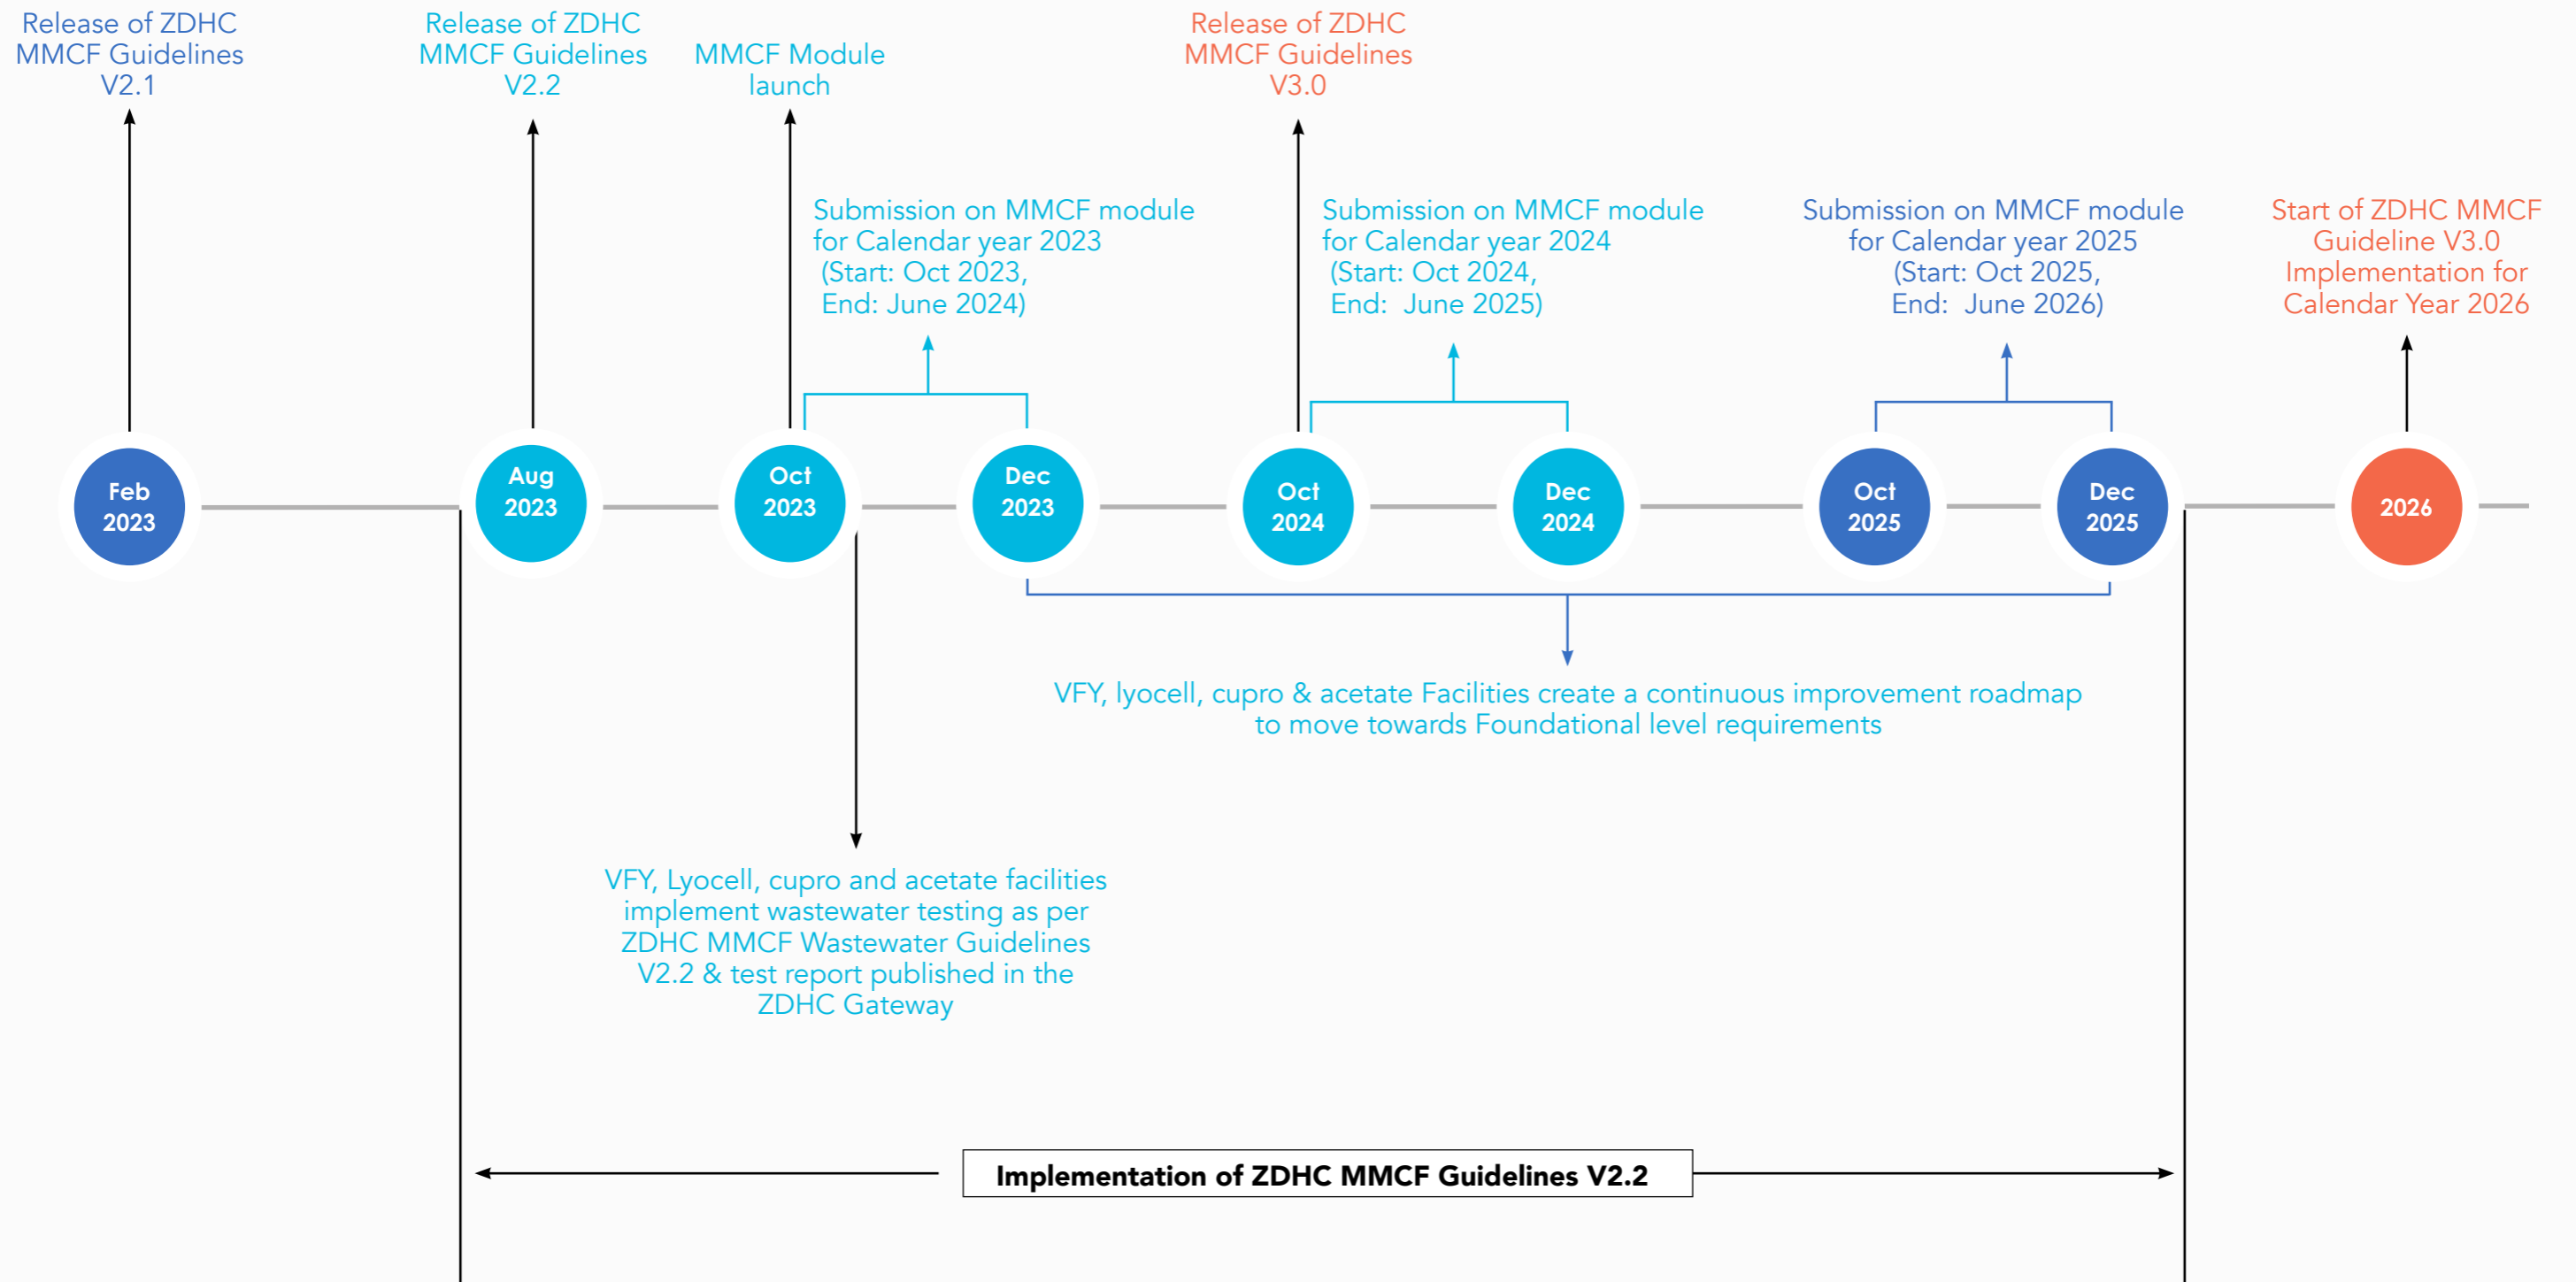 Release of ZDHC
MMCF Guidelines
V2.1
Release of ZDHC
MMCF Guidelines
V2.2
MMCF Module
launch
Release of ZDHC
MMCF Guidelines
V3.0
Submission on MMCF module
for Calendar year 2023
(Start: Oct 2023,
End: June 2024)
Submission on MMCF module
for Calendar year 2024
(Start: Oct 2024,
End: June 2025)
Submission on MMCF module
for Calendar year 2025
(Start: Oct 2025,
End: June 2026)
Start of ZDHC MMCF
Guideline V3.0
Implementation for
Calendar Year 2026
Feb
2023
Aug
2023
Oct
2023
Dec
2023
Oct
2024
Dec
2024
Oct
2025
Dec
2025
2026
VFY, lyocell, cupro & acetate Facilities create a continuous improvement roadmap
to move towards Foundational level requirements
VFY, Lyocell, cupro and acetate facilities
implement wastewater testing as per
ZDHC MMCF Wastewater Guidelines
V2.2 & test report published in the
ZDHC Gateway
Implementation of ZDHC MMCF Guidelines V2.2